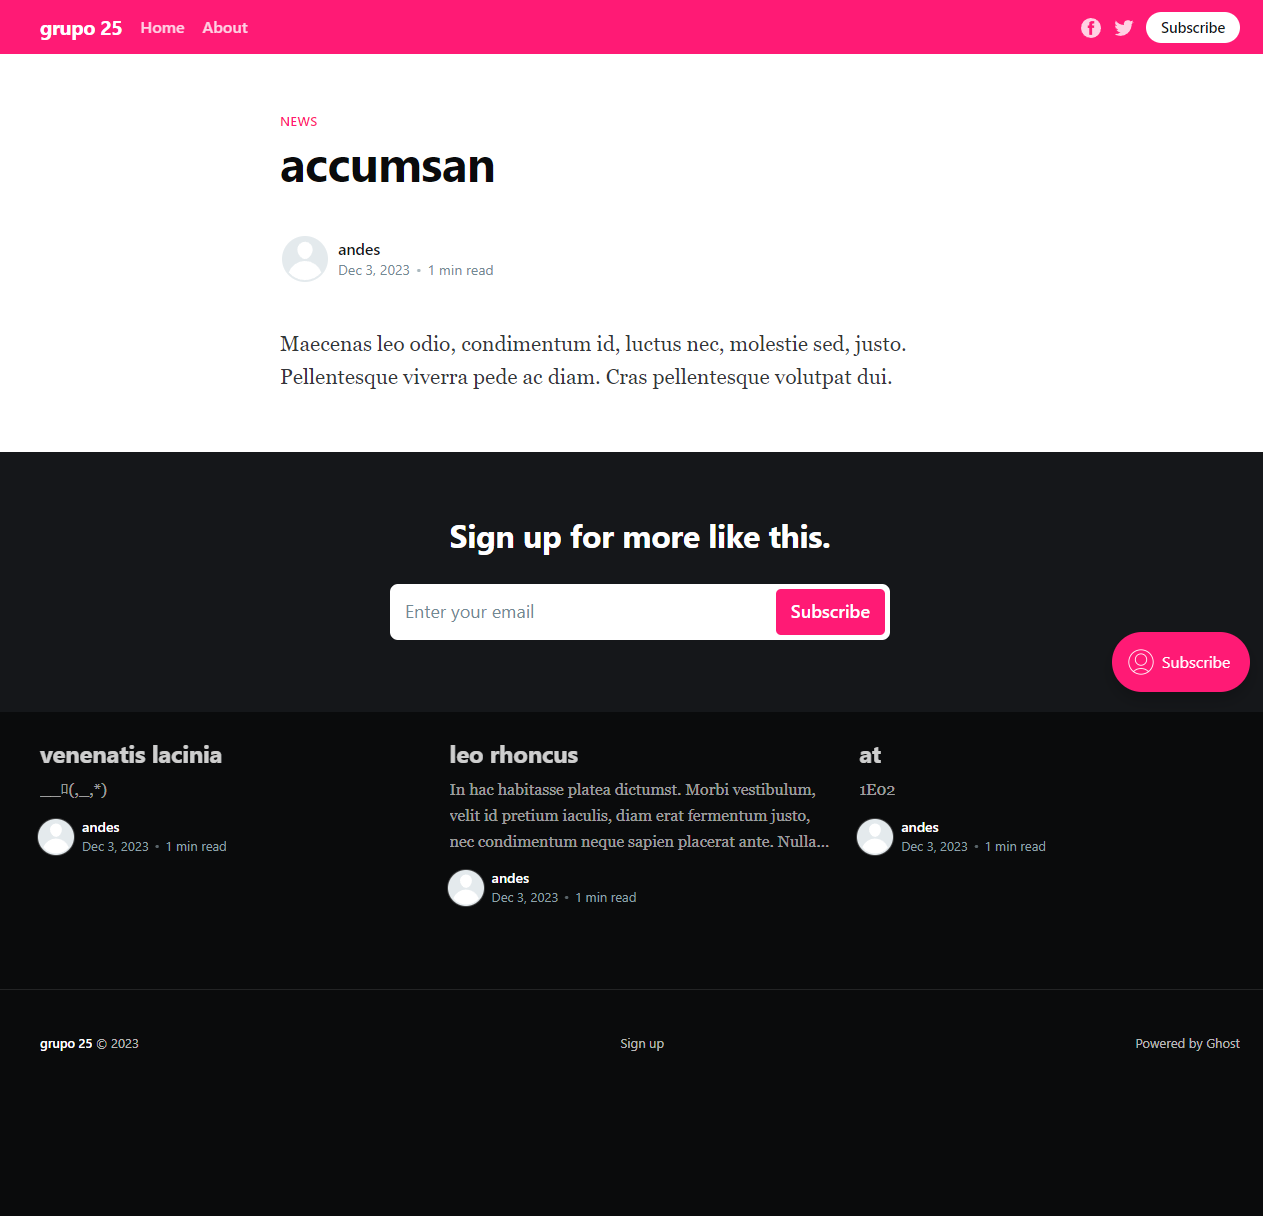 grupo 25 Home About Subscribe
NEWS
accumsan
andes
Dec 3, 2023 • 1 min read
Maecenas leo odio, condimentum id, luctus nec, molestie sed, justo.
Pellentesque viverra pede ac diam. Cras pellentesque volutpat dui.
Sign up for more like this.
Enter your email Subscribe
Subscribe
venenatis lacinia
__ﾛ(,_,*)
andes
Dec 3, 2023 • 1 min read
leo rhoncus
In hac habitasse platea dictumst. Morbi vestibulum,
velit id pretium iaculis, diam erat fermentum justo,
nec condimentum neque sapien placerat ante. Nulla…
andes
Dec 3, 2023 • 1 min read
at
1E02
andes
Dec 3, 2023 • 1 min read
grupo 25 © 2023 Sign up Powered by Ghost